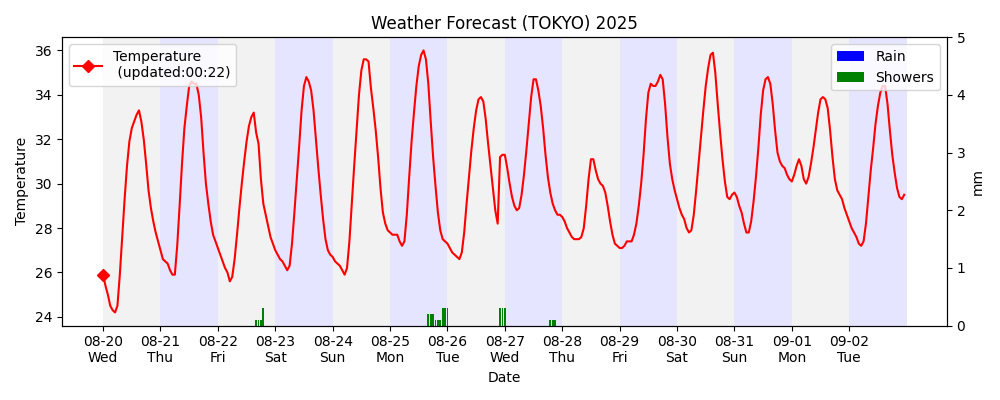 Weather Forecast (TOKYO) 2025
Temperature
(updated:00:22)
Rain
Showers
36
34
32
30
28
26
24
Temperature
5
4
3
2
1
0
mm
08-20 08-21 08-22 08-23 08-24 08-25 08-26 08-27 08-28 08-29 08-30 08-31 09-01 09-02
Wed Thu Fri Sat Sun Mon Tue Wed Thu Fri Sat Sun Mon Tue
Date